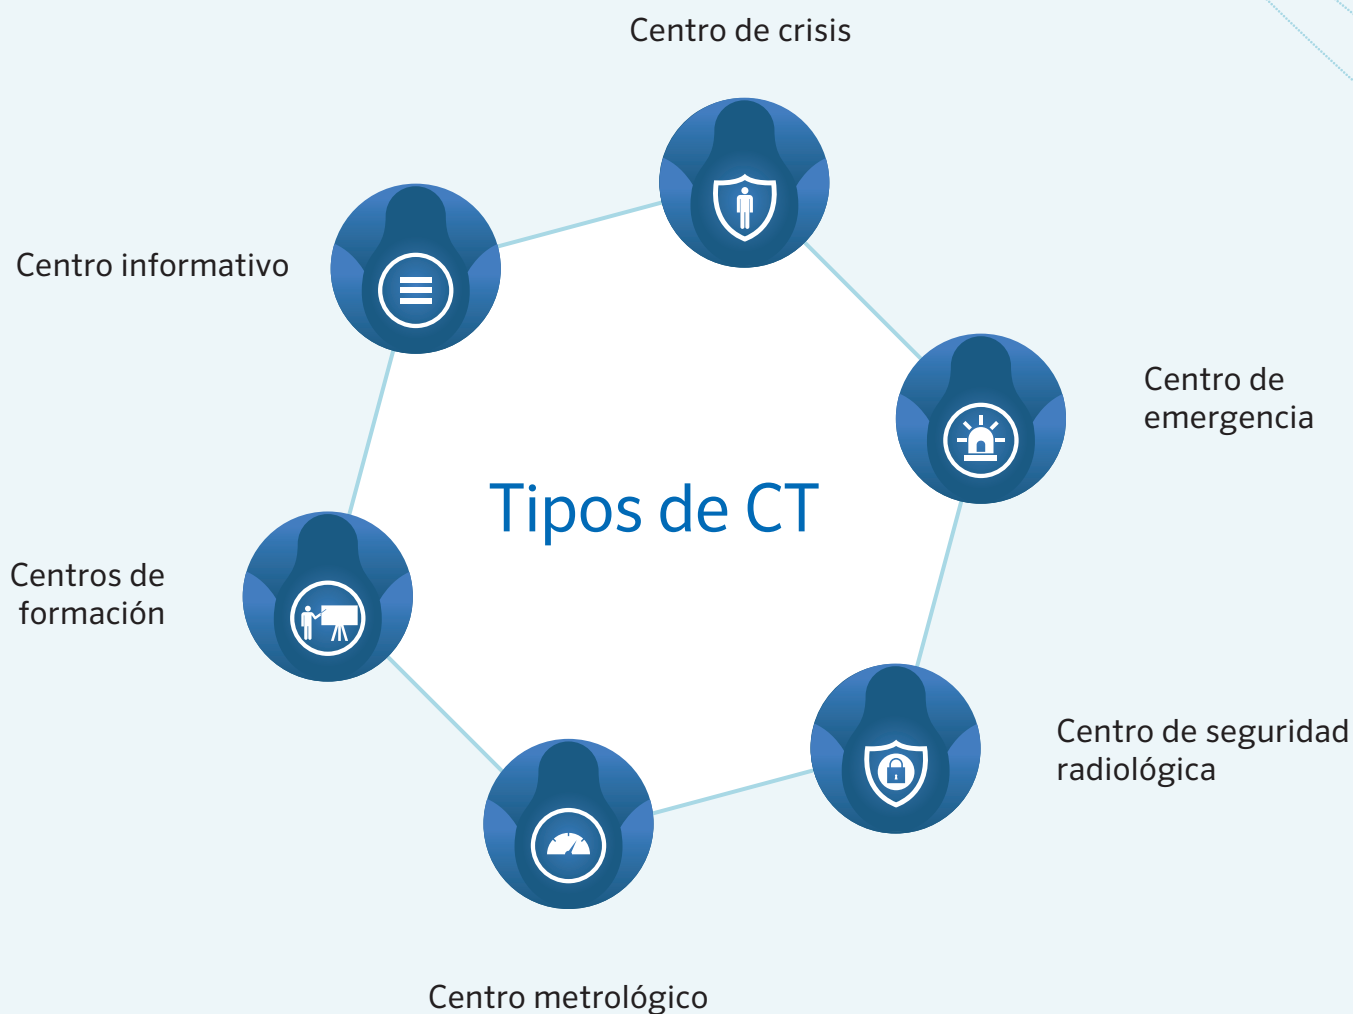 Centro de crisis
Centro informativo
Centro de
emergencia
Tipos de CT
Centros de
formación
Centro de seguridad
radiológica
Centro metrológico